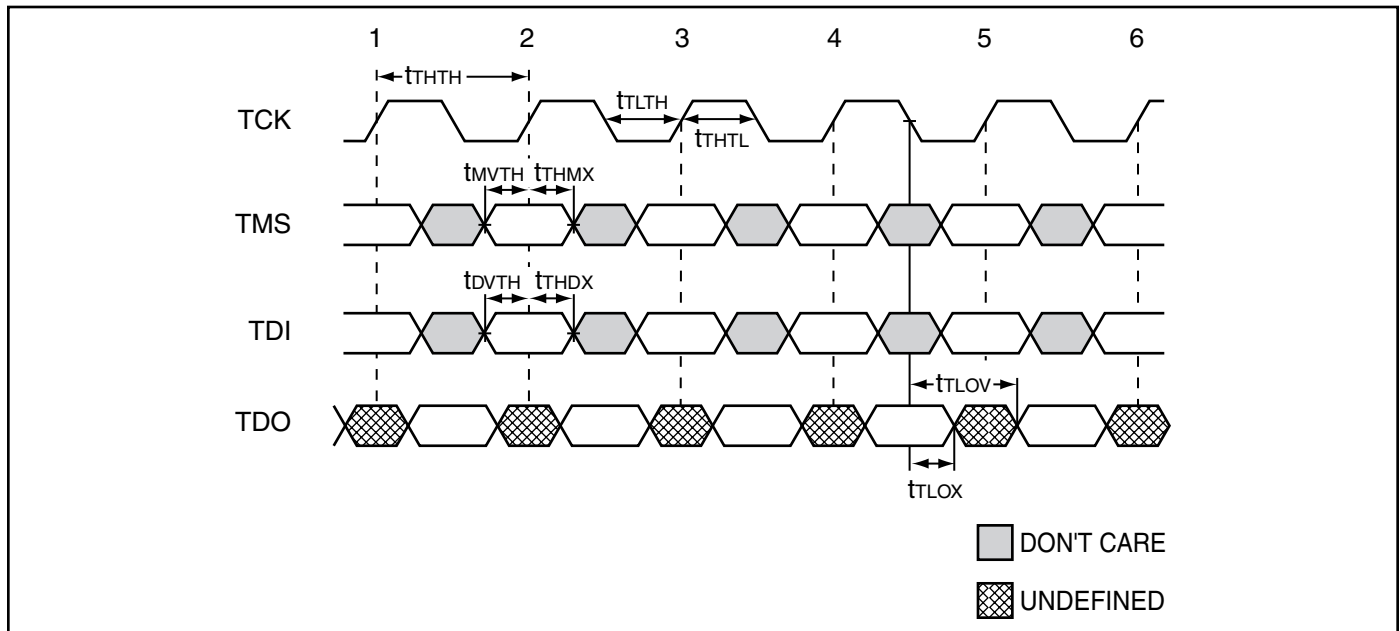 1 2 3 4 5 6
tTHTH
tTLTH
TCK
tTHTL
tMVTH tTHMX
TMS
tDVTH tTHDX
TDI
tTLOV
TDO
tTLOX
DON'T CARE
UNDEFINED